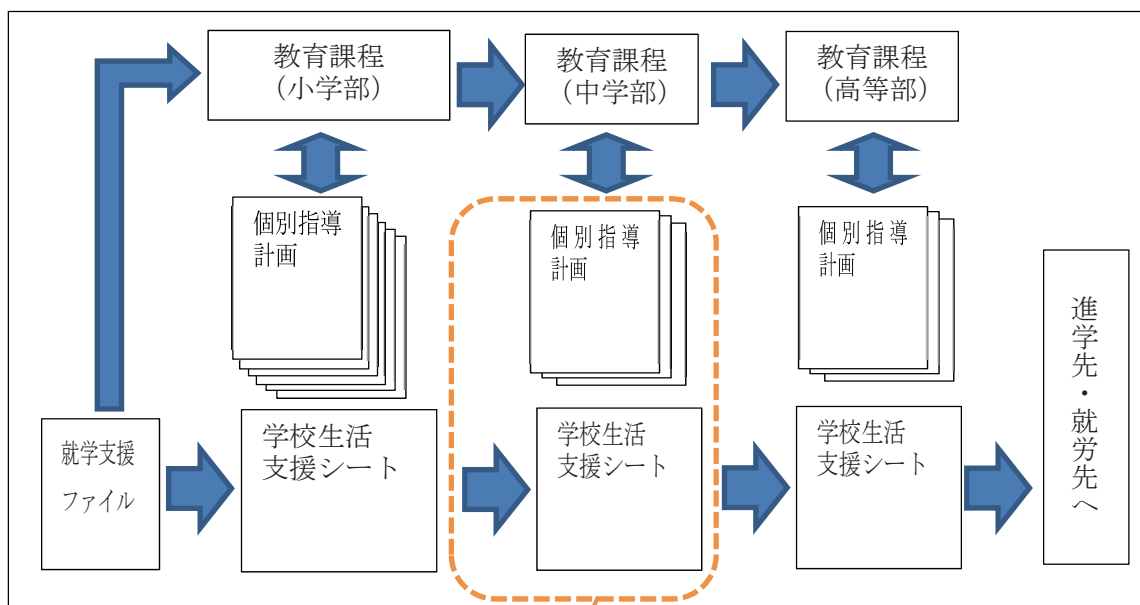 教育課程
（小学部）
教育課程
（中学部）
教育課程
（高等部）
個別指導
計画
個別指導
計画
個別指導
計画
就学支援
ファイル
学校生活
支援シート
学校生活
支援シート
学校生活
支援シート
進学先・就労先へ